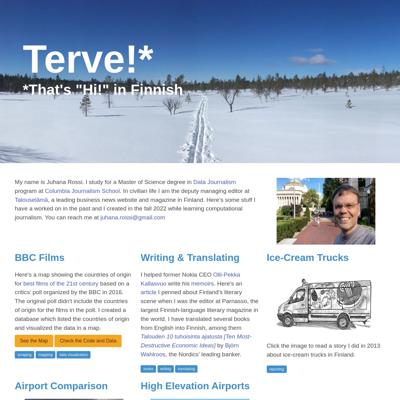 Terve!*
*That's "Hi!" in Finnish
My name is Juhana Rossi. I study for a Master of Science degree in Data Journalism
program at Columbia Journalism School. In civilian life I am the deputy managing editor at
Talouselämä, a leading business news website and magazine in Finland. Here's some stuff I
have a worked on in the past and I created in the fall 2022 while learning computational
journalism. You can reach me at juhana.rossi@gmail.com
BBC Films
Here's a map showing the countries of origin
for best films of the 21st century based on a
critics' poll organized by the BBC in 2016.
The original poll didn't include the countries
of origin for the films in the poll. I created a
database which listed the countries of origin
and visualized the data in a map.
See the Map
Check the Code and Data
scraping
mapping
data visualization
Writing & Translating
I helped former Nokia CEO Olli-Pekka
Kallasvuo write his memoirs. Here's an
article I penned about Finland's literary
scene when I was the editor at Parnasso, the
largest Finnish-language literary magazine in
the world. I have translated several books
from English into Finnish, among them
Talouden 10 tuhoisinta ajatusta [Ten Most-
Destructive Economic Ideas] by Björn
Wahlroos, the Nordics' leading banker.
books
writing
translating
Ice-Cream Trucks
Click the image to read a story I did in 2013
about ice-cream trucks in Finland.
reporting
Airport Comparison
High Elevation Airports